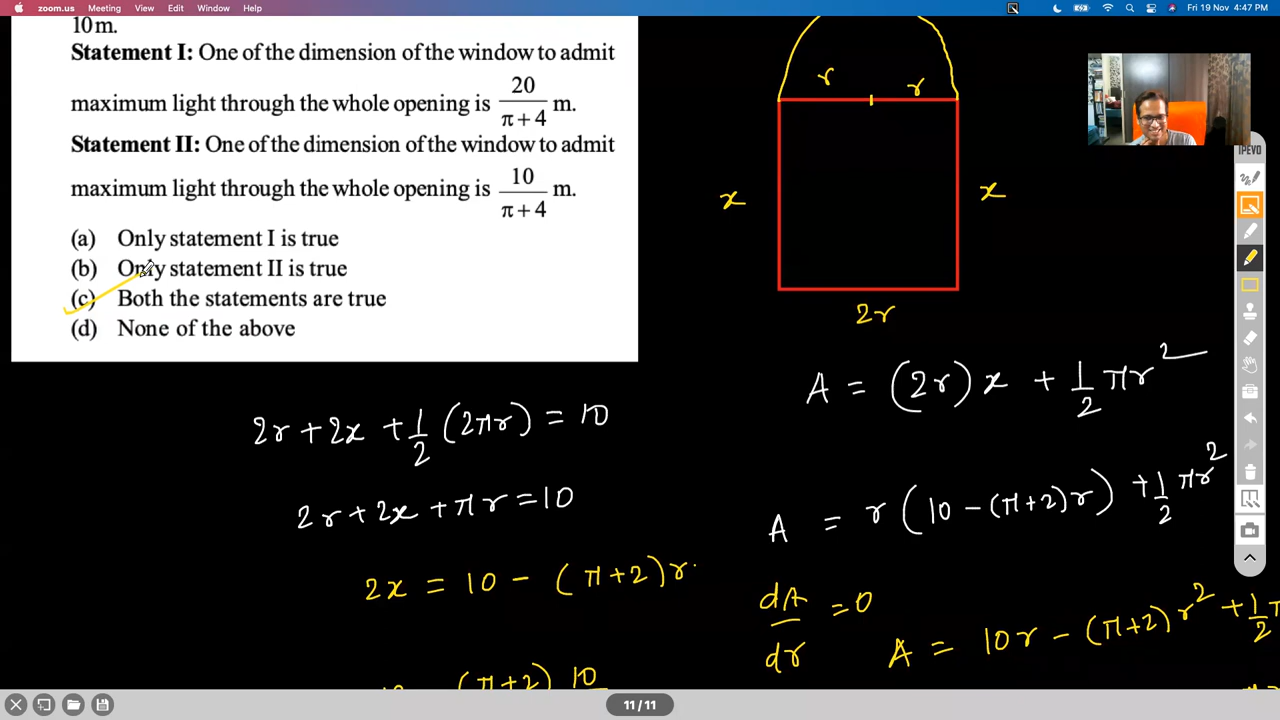 zoom.us Meeting View Edit Window Help
Fri 19 Nov 4:47 PM
10m.
Statement I: One of the dimension of the window to admit
maximum light through the whole opening is 20/(π+4) m.
Statement II: One of the dimension of the window to admit
maximum light through the whole opening is 10/(π+4) m.
(a) Only statement I is true
(b) Only statement II is true
(c) Both the statements are true
(d) None of the above
r r
x x
2r
A = (2r)x + 1/2 πr²
2r + 2x + 1/2 (2πr) = 10
2r + 2x + πr = 10
A = r(10 - (π+2)r) + 1/2 πr²
2x = 10 - (π+2)r.
dA/dr = 0
A = 10r - (π+2)r² + 1/2 π
(π+2) 10
11/11
IPEVO